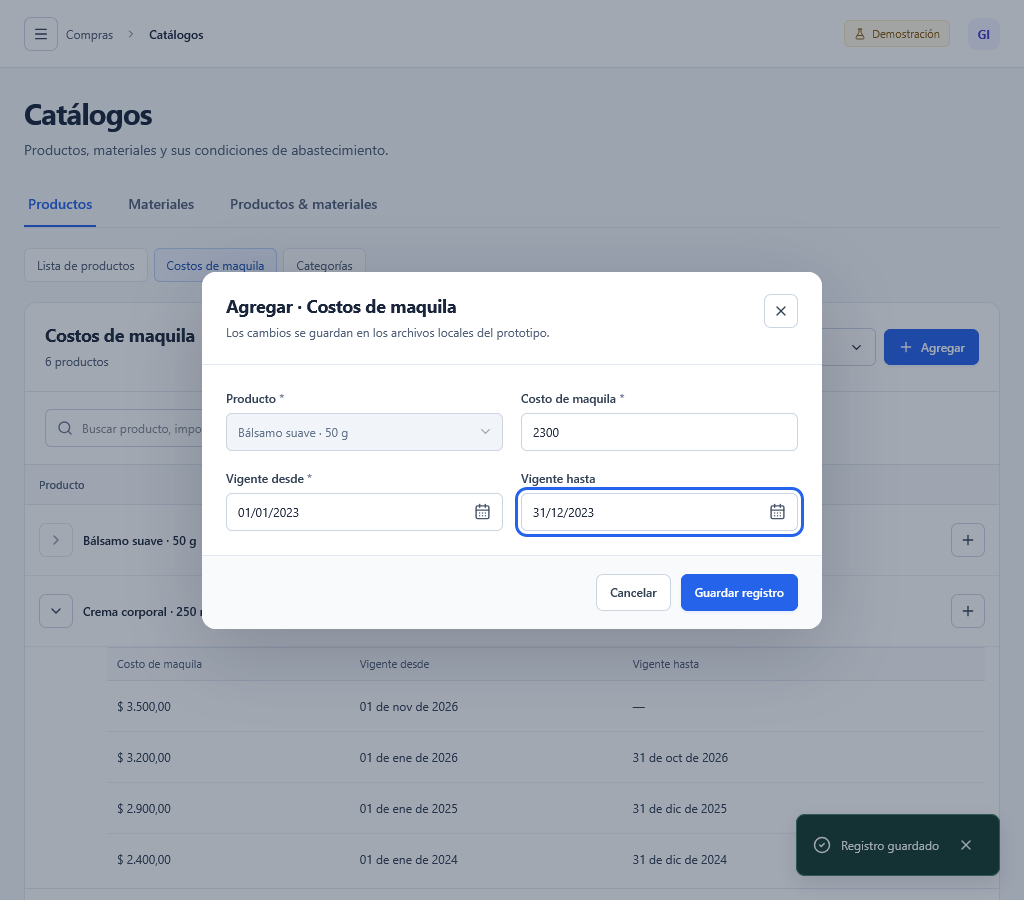 Compras > Catálogos
Demostración
GI
Catálogos
Productos, materiales y sus condiciones de abastecimiento.
Productos
Materiales
Productos & materiales
Lista de productos
Costos de maquila
Categorías
Costos de maquila
6 productos
Agregar
Buscar producto, impo
Producto
Bálsamo suave · 50 g
Crema corporal · 250
Agregar · Costos de maquila
Los cambios se guardan en los archivos locales del prototipo.
Producto *
Costo de maquila *
Bálsamo suave · 50 g
2300
Vigente desde *
Vigente hasta
01/01/2023
31/12/2023
Cancelar
Guardar registro
Costo de maquila Vigente desde Vigente hasta
$ 3.500,00 01 de nov de 2026 —
$ 3.200,00 01 de ene de 2026 31 de oct de 2026
$ 2.900,00 01 de ene de 2025 31 de dic de 2025
$ 2.400,00 01 de ene de 2024 31 de dic de 2024
Registro guardado